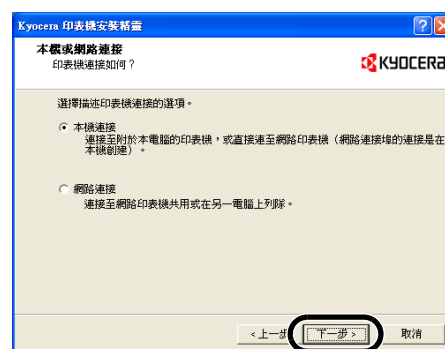 Kyocera 印表機安裝精靈
本機或網路連接
印表機連接如何？
KYOCERA
選擇描述印表機連接的選項。
本機連接
連接至附於本電腦的印表機，或直接連至網路印表機（網路連接埠的連接是在
本機創建）。
網路連接
連接至網路印表機共用或在另一電腦上列隊。
<上一步
下一步>
取消